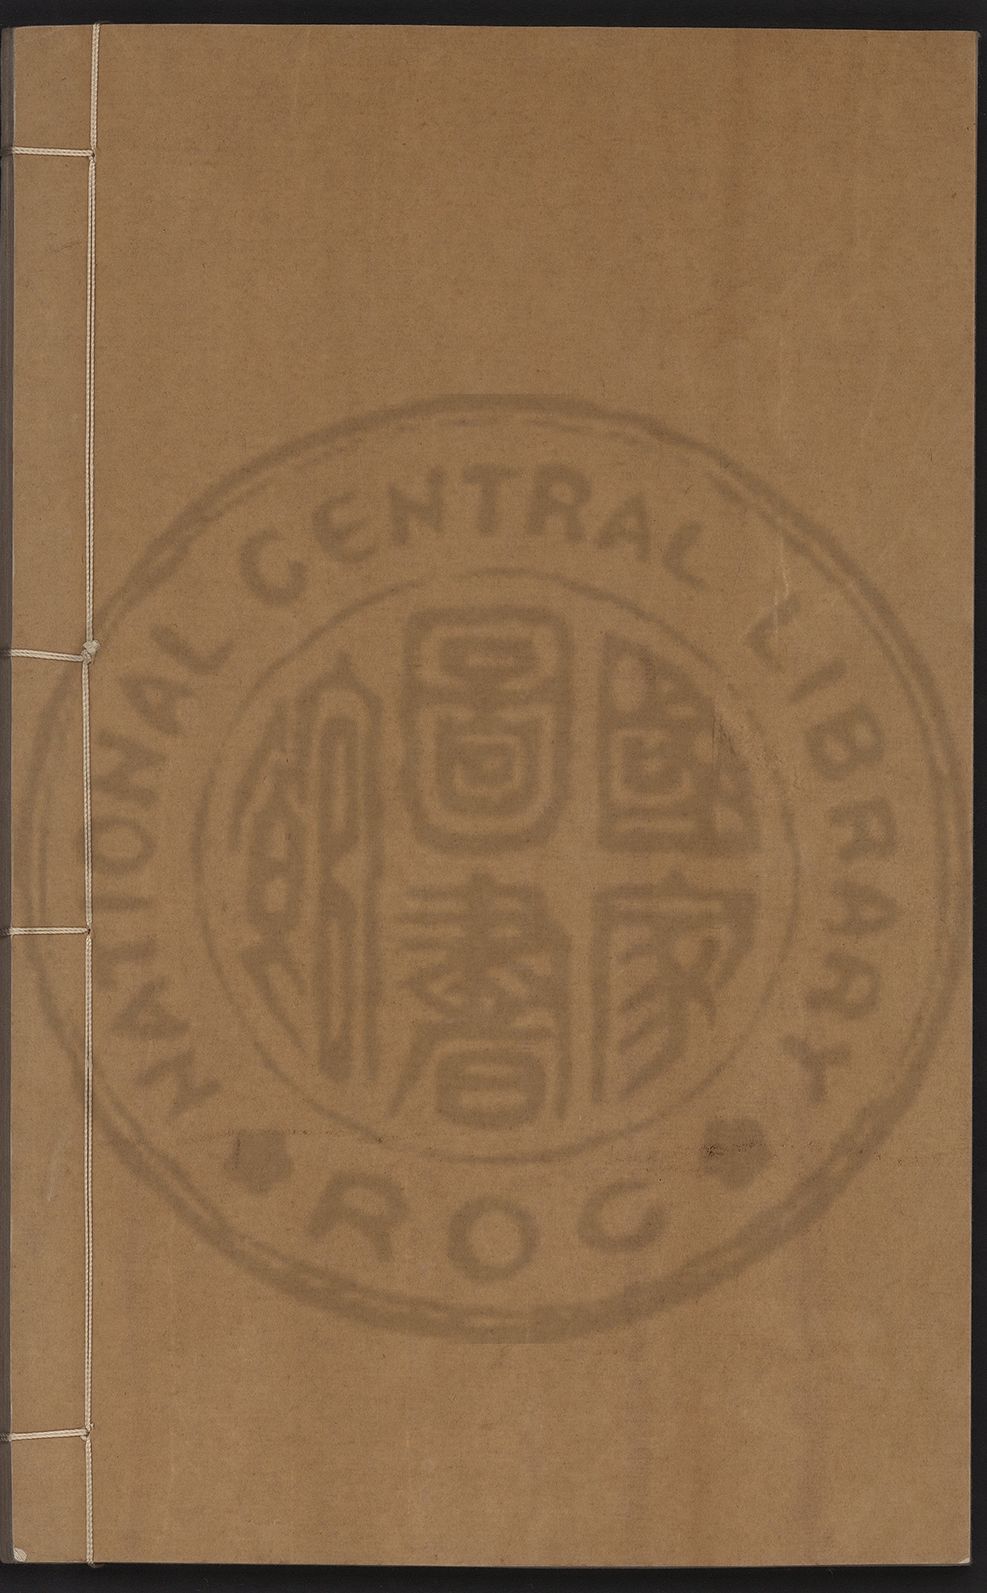 NATIONAL CENTRAL LIBRARY
國家
圖書
館
ROC